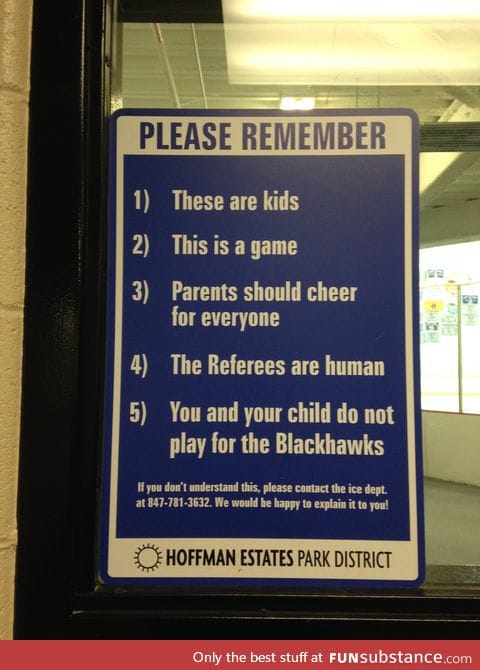 PLEASE REMEMBER
1) These are kids
2) This is a game
3) Parents should cheer
for everyone
4) The Referees are human
5) You and your child do not
play for the Blackhawks
If you don't understand this, please contact the ice dept.
at 847-781-3632. We would be happy to explain it to you!
HOFFMAN ESTATES PARK DISTRICT
Only the best stuff at FUNsubstance.com